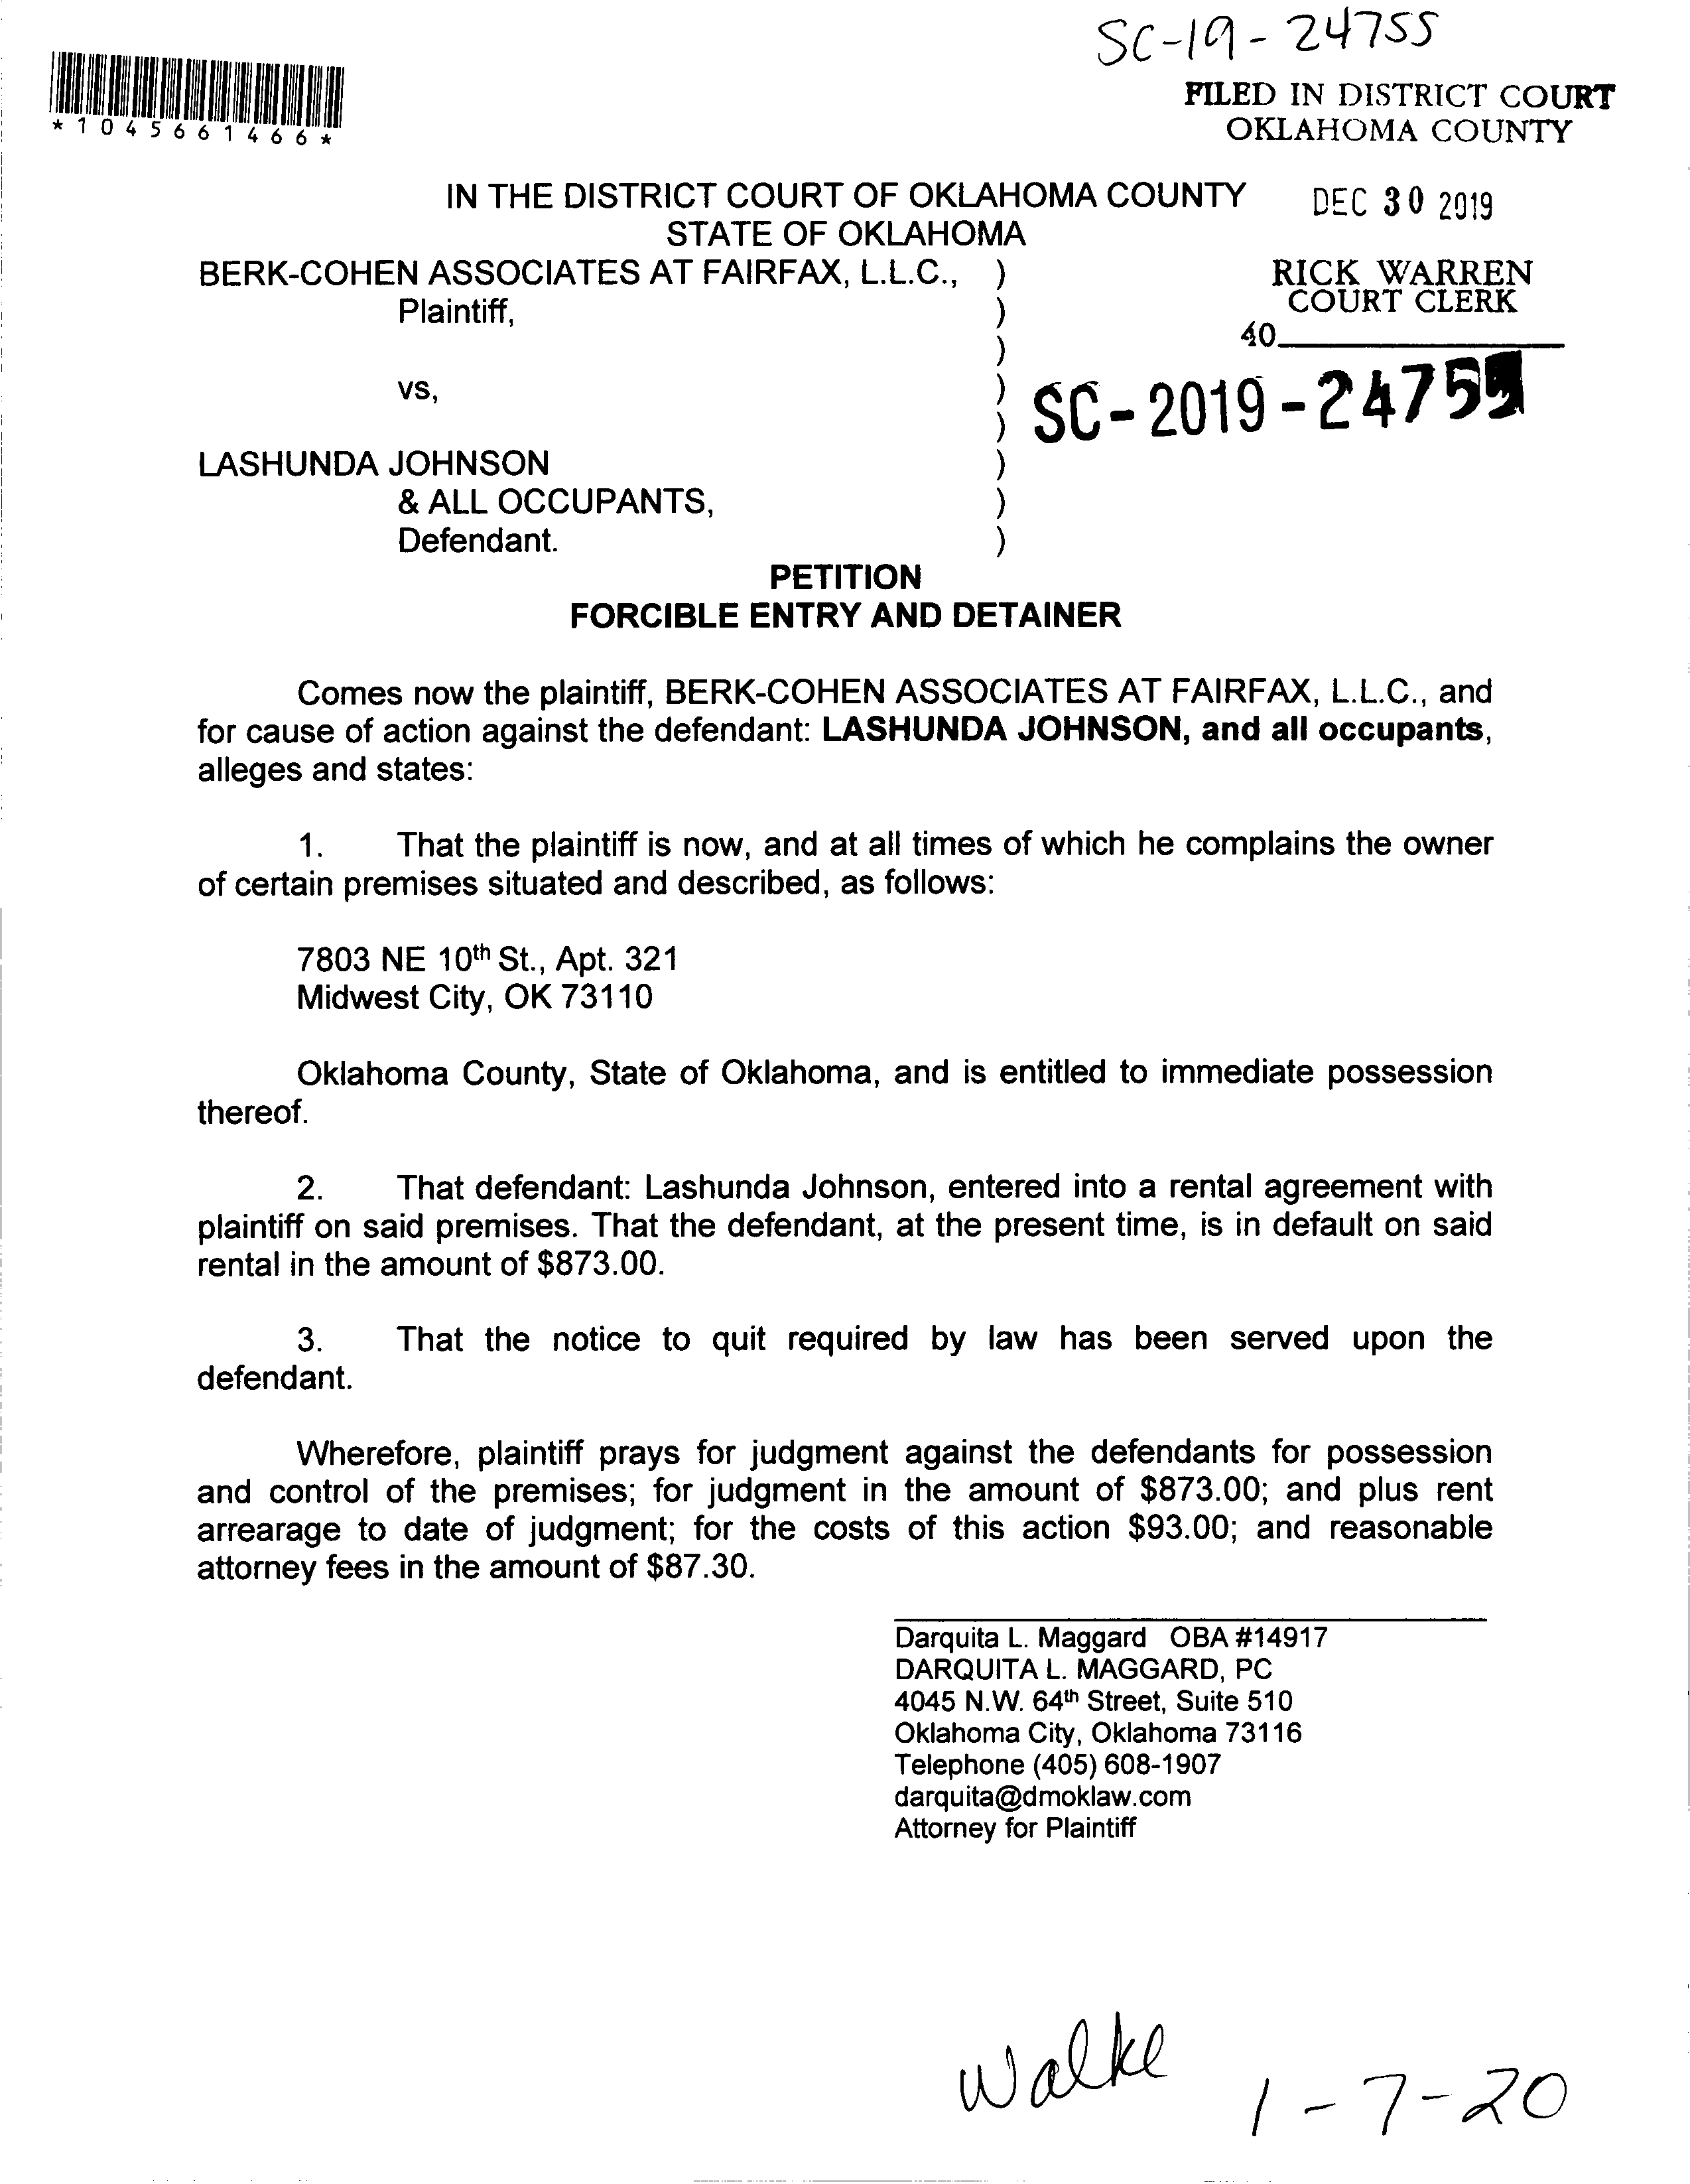 SC-19-24755
FILED IN DISTRICT COURT
OKLAHOMA COUNTY
*1045661466*
IN THE DISTRICT COURT OF OKLAHOMA COUNTY
DEC 30 2019
STATE OF OKLAHOMA
BERK-COHEN ASSOCIATES AT FAIRFAX, L.L.C., )
RICK WARREN
COURT CLERK
Plaintiff, )
40
)
vs, )
SC-2019-24755
)
LASHUNDA JOHNSON )
& ALL OCCUPANTS, )
Defendant. )
PETITION
FORCIBLE ENTRY AND DETAINER
Comes now the plaintiff, BERK-COHEN ASSOCIATES AT FAIRFAX, L.L.C., and
for cause of action against the defendant: LASHUNDA JOHNSON, and all occupants,
alleges and states:
1. That the plaintiff is now, and at all times of which he complains the owner
of certain premises situated and described, as follows:
7803 NE 10th St., Apt. 321
Midwest City, OK 73110
Oklahoma County, State of Oklahoma, and is entitled to immediate possession
thereof.
2. That defendant: Lashunda Johnson, entered into a rental agreement with
plaintiff on said premises. That the defendant, at the present time, is in default on said
rental in the amount of $873.00.
3. That the notice to quit required by law has been served upon the
defendant.
Wherefore, plaintiff prays for judgment against the defendants for possession
and control of the premises; for judgment in the amount of $873.00; and plus rent
arrearage to date of judgment; for the costs of this action $93.00; and reasonable
attorney fees in the amount of $87.30.
Darquita L. Maggard OBA #14917
DARQUITA L. MAGGARD, PC
4045 N.W. 64th Street, Suite 510
Oklahoma City, Oklahoma 73116
Telephone (405) 608-1907
darquita@dmoklaw.com
Attorney for Plaintiff
Walke
1-7-20